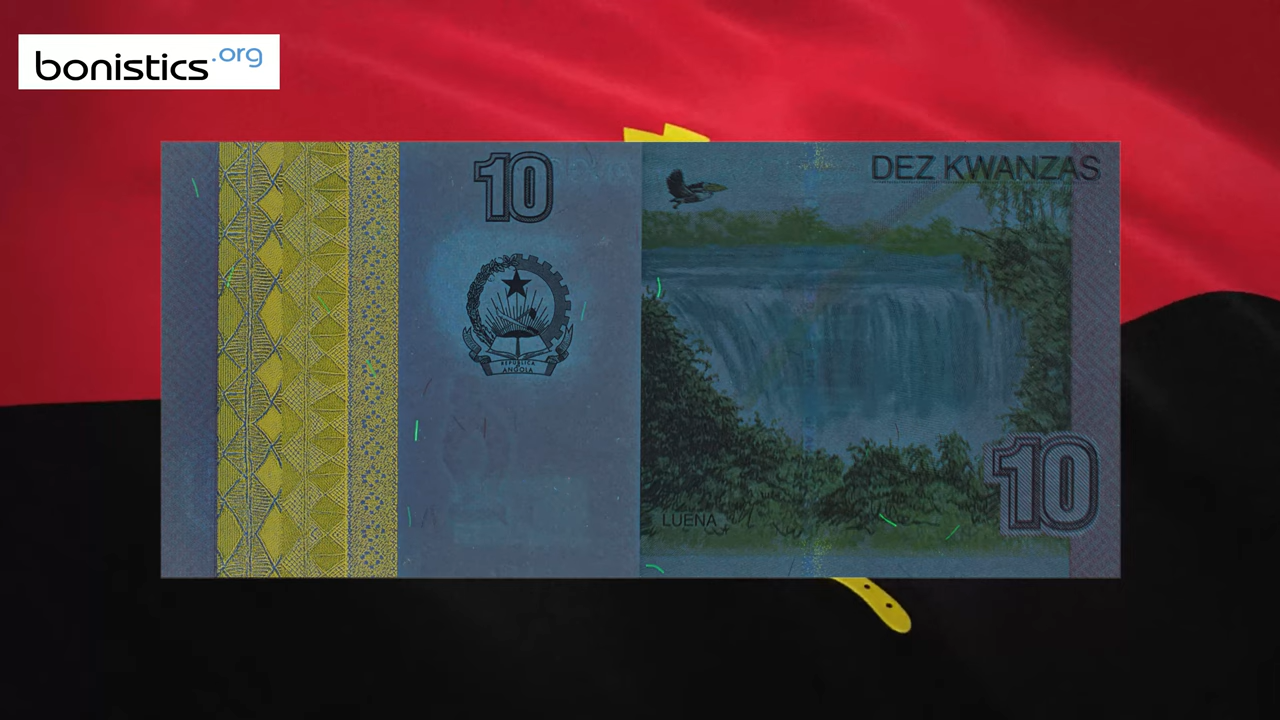 bonistics.org
10
DEZ KWANZAS
REPÚBLICA
ANGOLA
LUENA
10